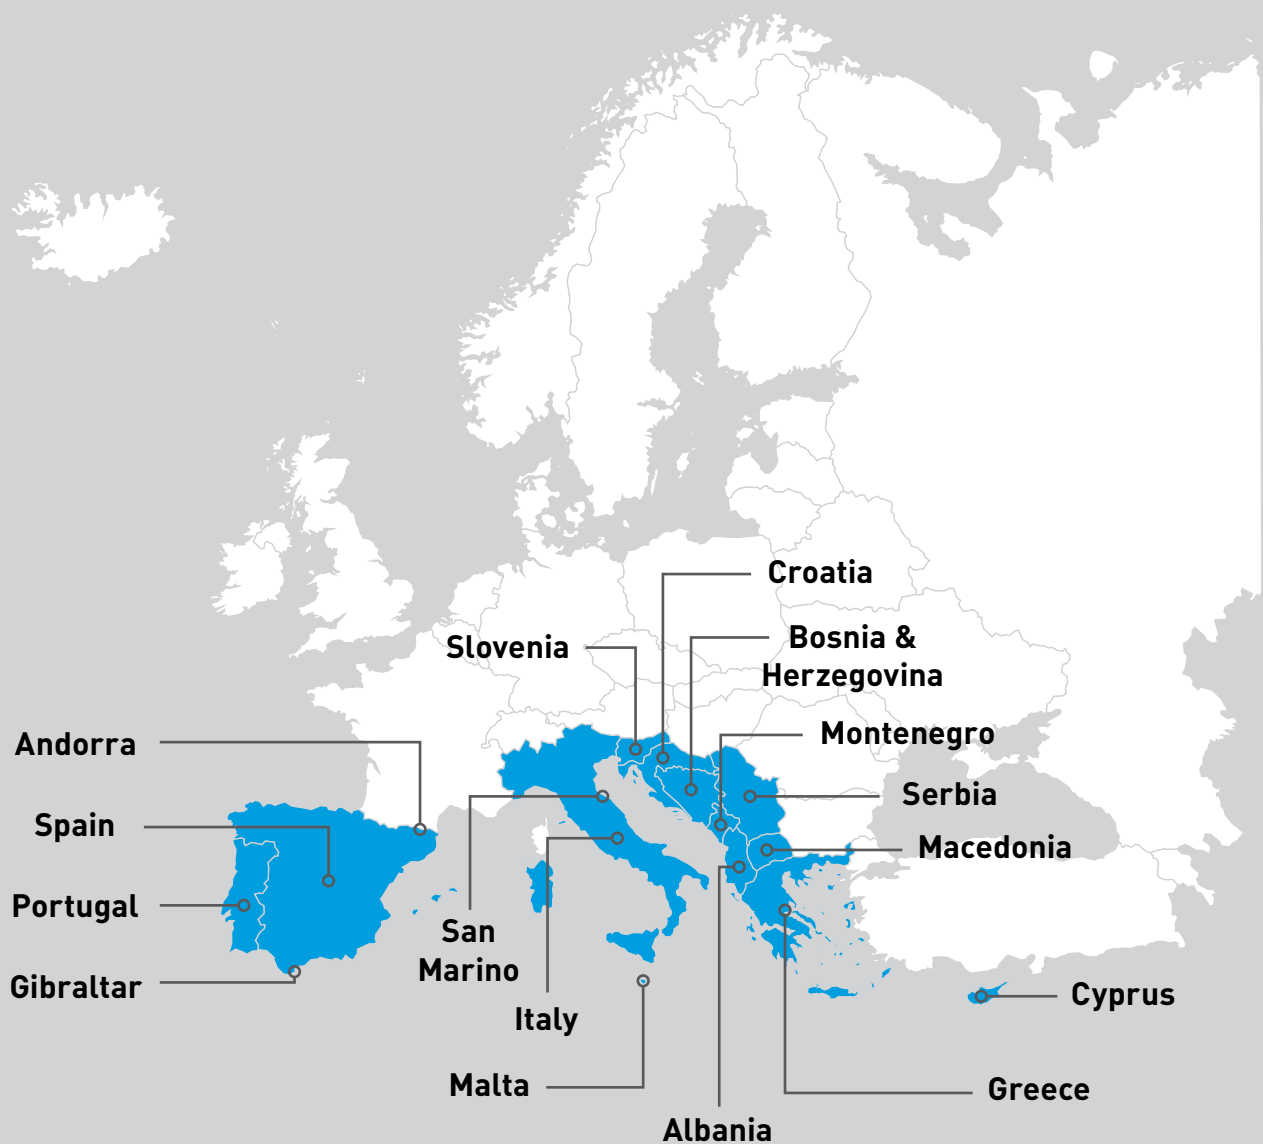 Croatia
Slovenia
Bosnia &
Herzegovina
Andorra
Montenegro
Serbia
Spain
Macedonia
Portugal
San
Marino
Gibraltar
Cyprus
Italy
Malta
Greece
Albania